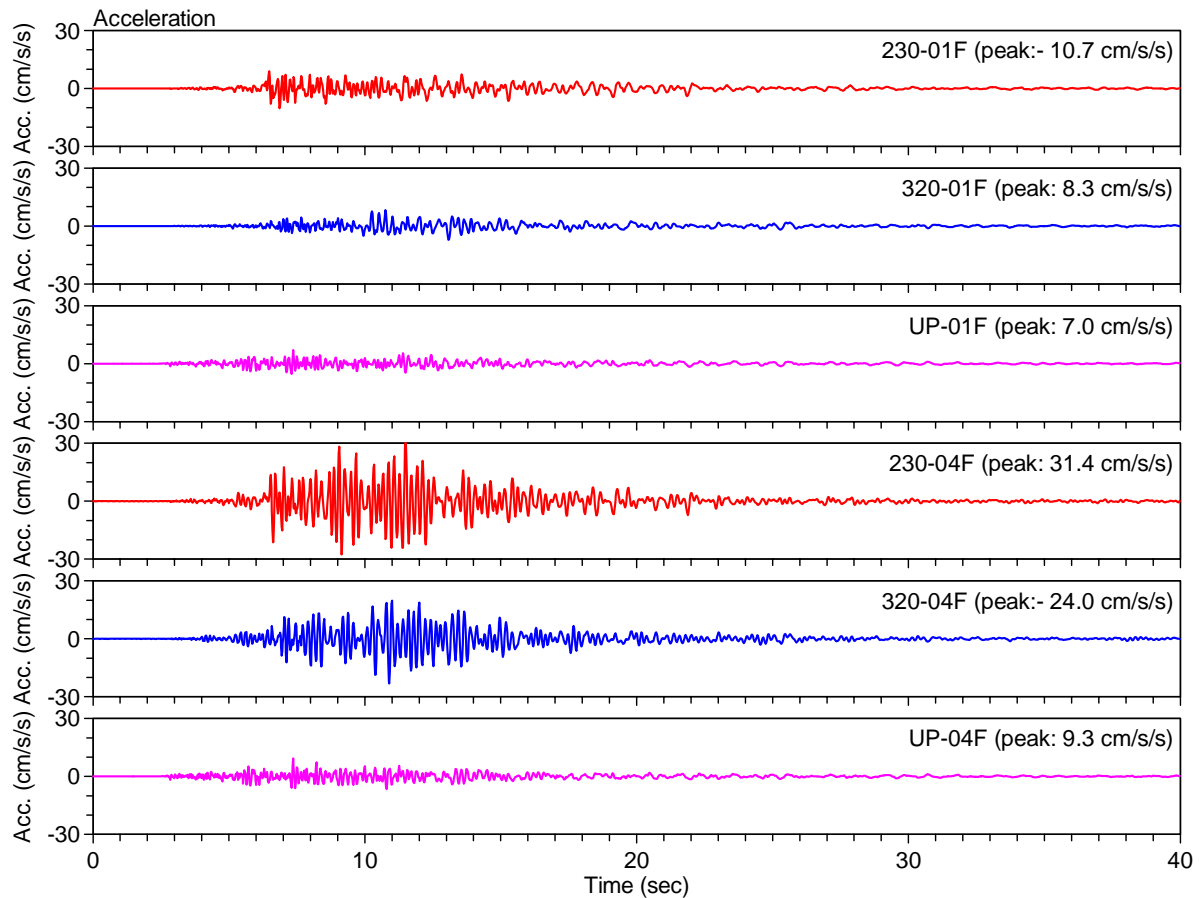 Acceleration
30
0
-30
Acc. (cm/s/s)
230-01F (peak:- 10.7 cm/s/s)
30
0
-30
Acc. (cm/s/s)
320-01F (peak: 8.3 cm/s/s)
30
0
-30
Acc. (cm/s/s)
UP-01F (peak: 7.0 cm/s/s)
30
0
-30
Acc. (cm/s/s)
230-04F (peak: 31.4 cm/s/s)
30
0
-30
Acc. (cm/s/s)
320-04F (peak:- 24.0 cm/s/s)
30
0
-30
Acc. (cm/s/s)
UP-04F (peak: 9.3 cm/s/s)
0 10 20 30 40
Time (sec)